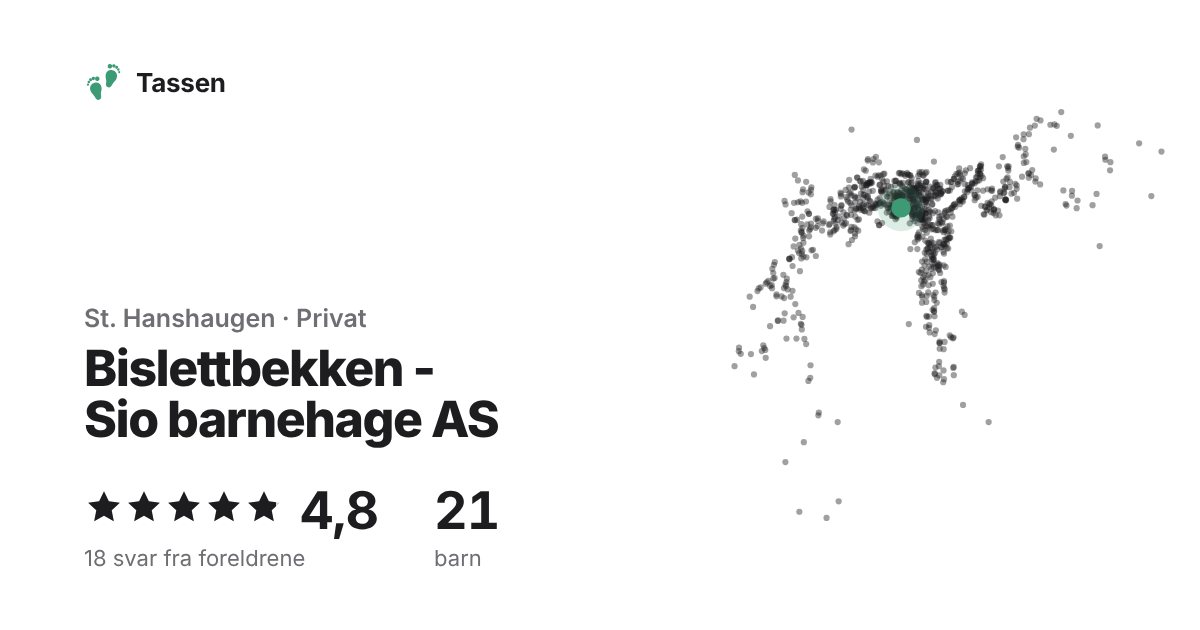 Tassen
St. Hanshaugen · Privat
Bislettbekken -
Sio barnehage AS
4,8
21
18 svar fra foreldrene
barn